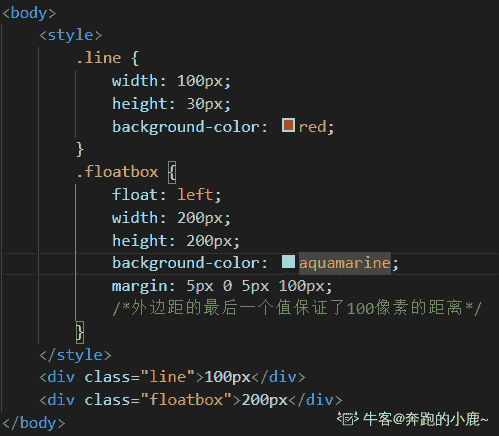 <body>
    <style>
        .line {
            width: 100px;
            height: 30px;
            background-color: red;
        }
        .floatbox {
            float: left;
            width: 200px;
            height: 200px;
            background-color: aquamarine;
            margin: 5px 0 5px 100px;
            /*外边距的最后一个值保证了100像素的距离*/
        }
    </style>
    <div class="line">100px</div>
    <div class="floatbox">200px</div>
</body>
牛客@奔跑的小鹿~